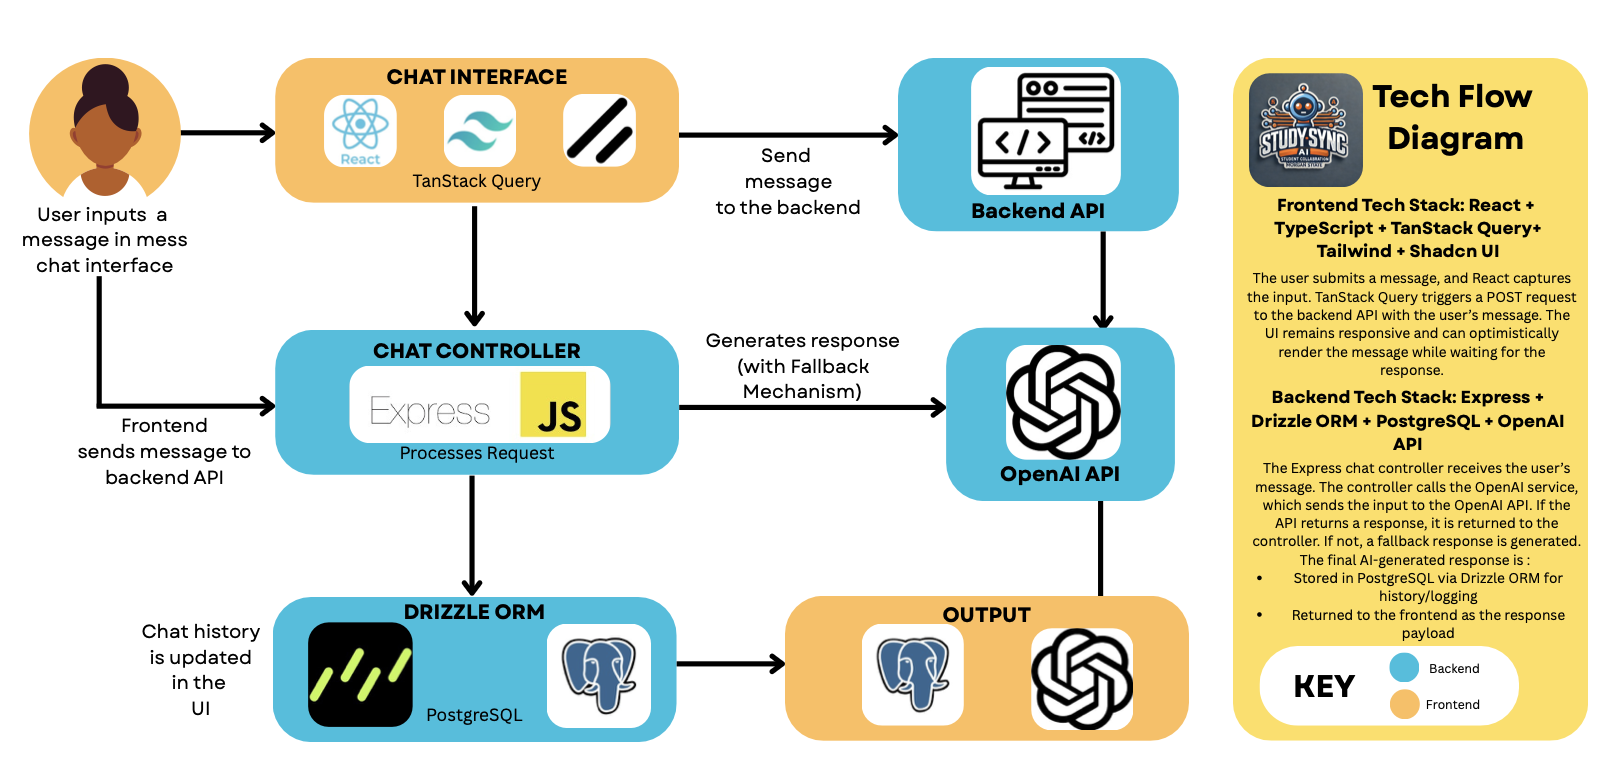 CHAT INTERFACE
React
TanStack Query
User inputs a
message in mess
chat interface
Send
message
to the backend
Backend API
Frontend
sends message to
backend API
CHAT CONTROLLER
Express
JS
Processes Request
Generates response
(with Fallback
Mechanism)
OpenAI API
Chat history
is updated
in the
UI
DRIZZLE ORM
PostgreSQL
OUTPUT
STUDY SYNC
AI
STUDENT COLLABRATION
Tech Flow
Diagram
Frontend Tech Stack: React +
TypeScript + TanStack Query+
Tailwind + Shadcn UI
The user submits a message, and React captures
the input. TanStack Query triggers a POST request
to the backend API with the user's message. The
UI remains responsive and can optimistically
render the message while waiting for the
response.
Backend Tech Stack: Express +
Drizzle ORM + PostgreSQL + OpenAI
API
The Express chat controller receives the user's
message. The controller calls the OpenAI service,
which sends the input to the OpenAI API. If the
API returns a response, it is returned to the
controller. If not, a fallback response is generated.
The final AI-generated response is :
• Stored in PostgreSQL via Drizzle ORM for
history/logging
• Returned to the frontend as the response
payload
KEY
Backend
Frontend